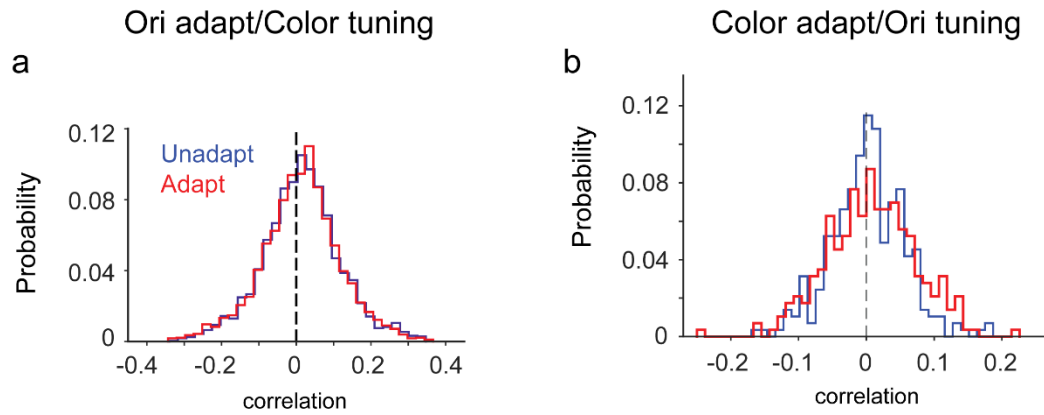 Ori adapt/Color tuning
a
Unadapt
Adapt
Probability
0.12
0.08
0.04
0
-0.4
-0.2
0
0.2
0.4
correlation
Color adapt/Ori tuning
b
Probability
0.12
0.08
0.04
0
-0.2
-0.1
0
0.1
0.2
correlation